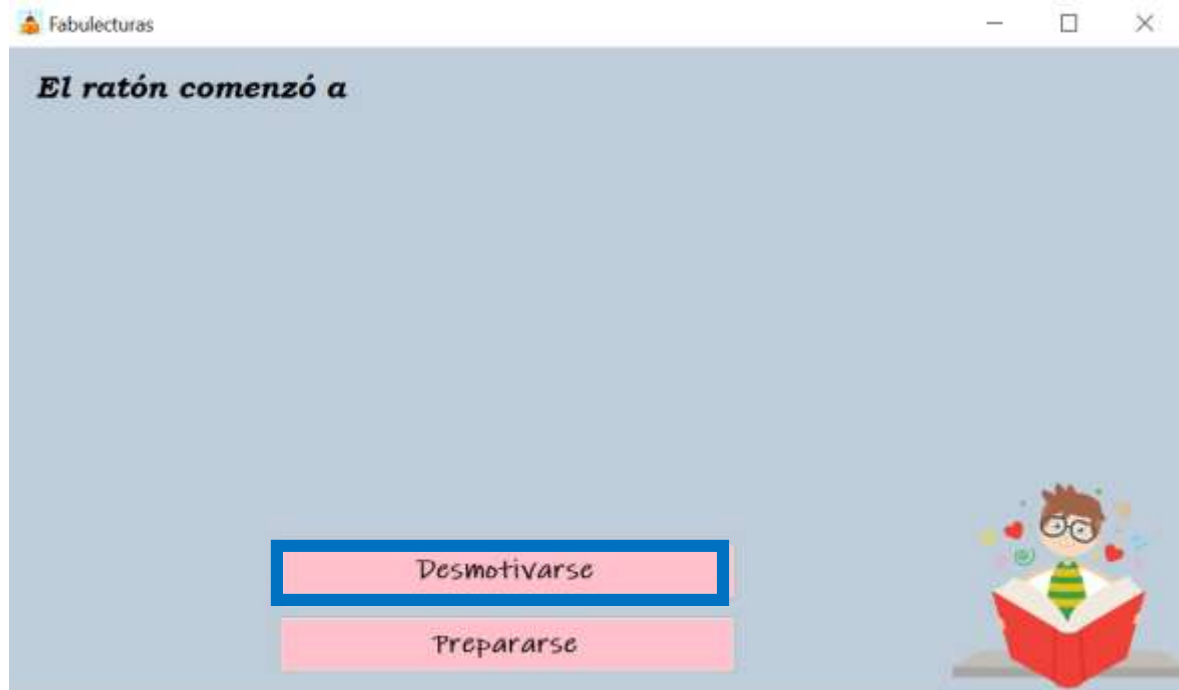 Fabulecturas
El ratón comenzó a
Desmotivarse
Prepararse